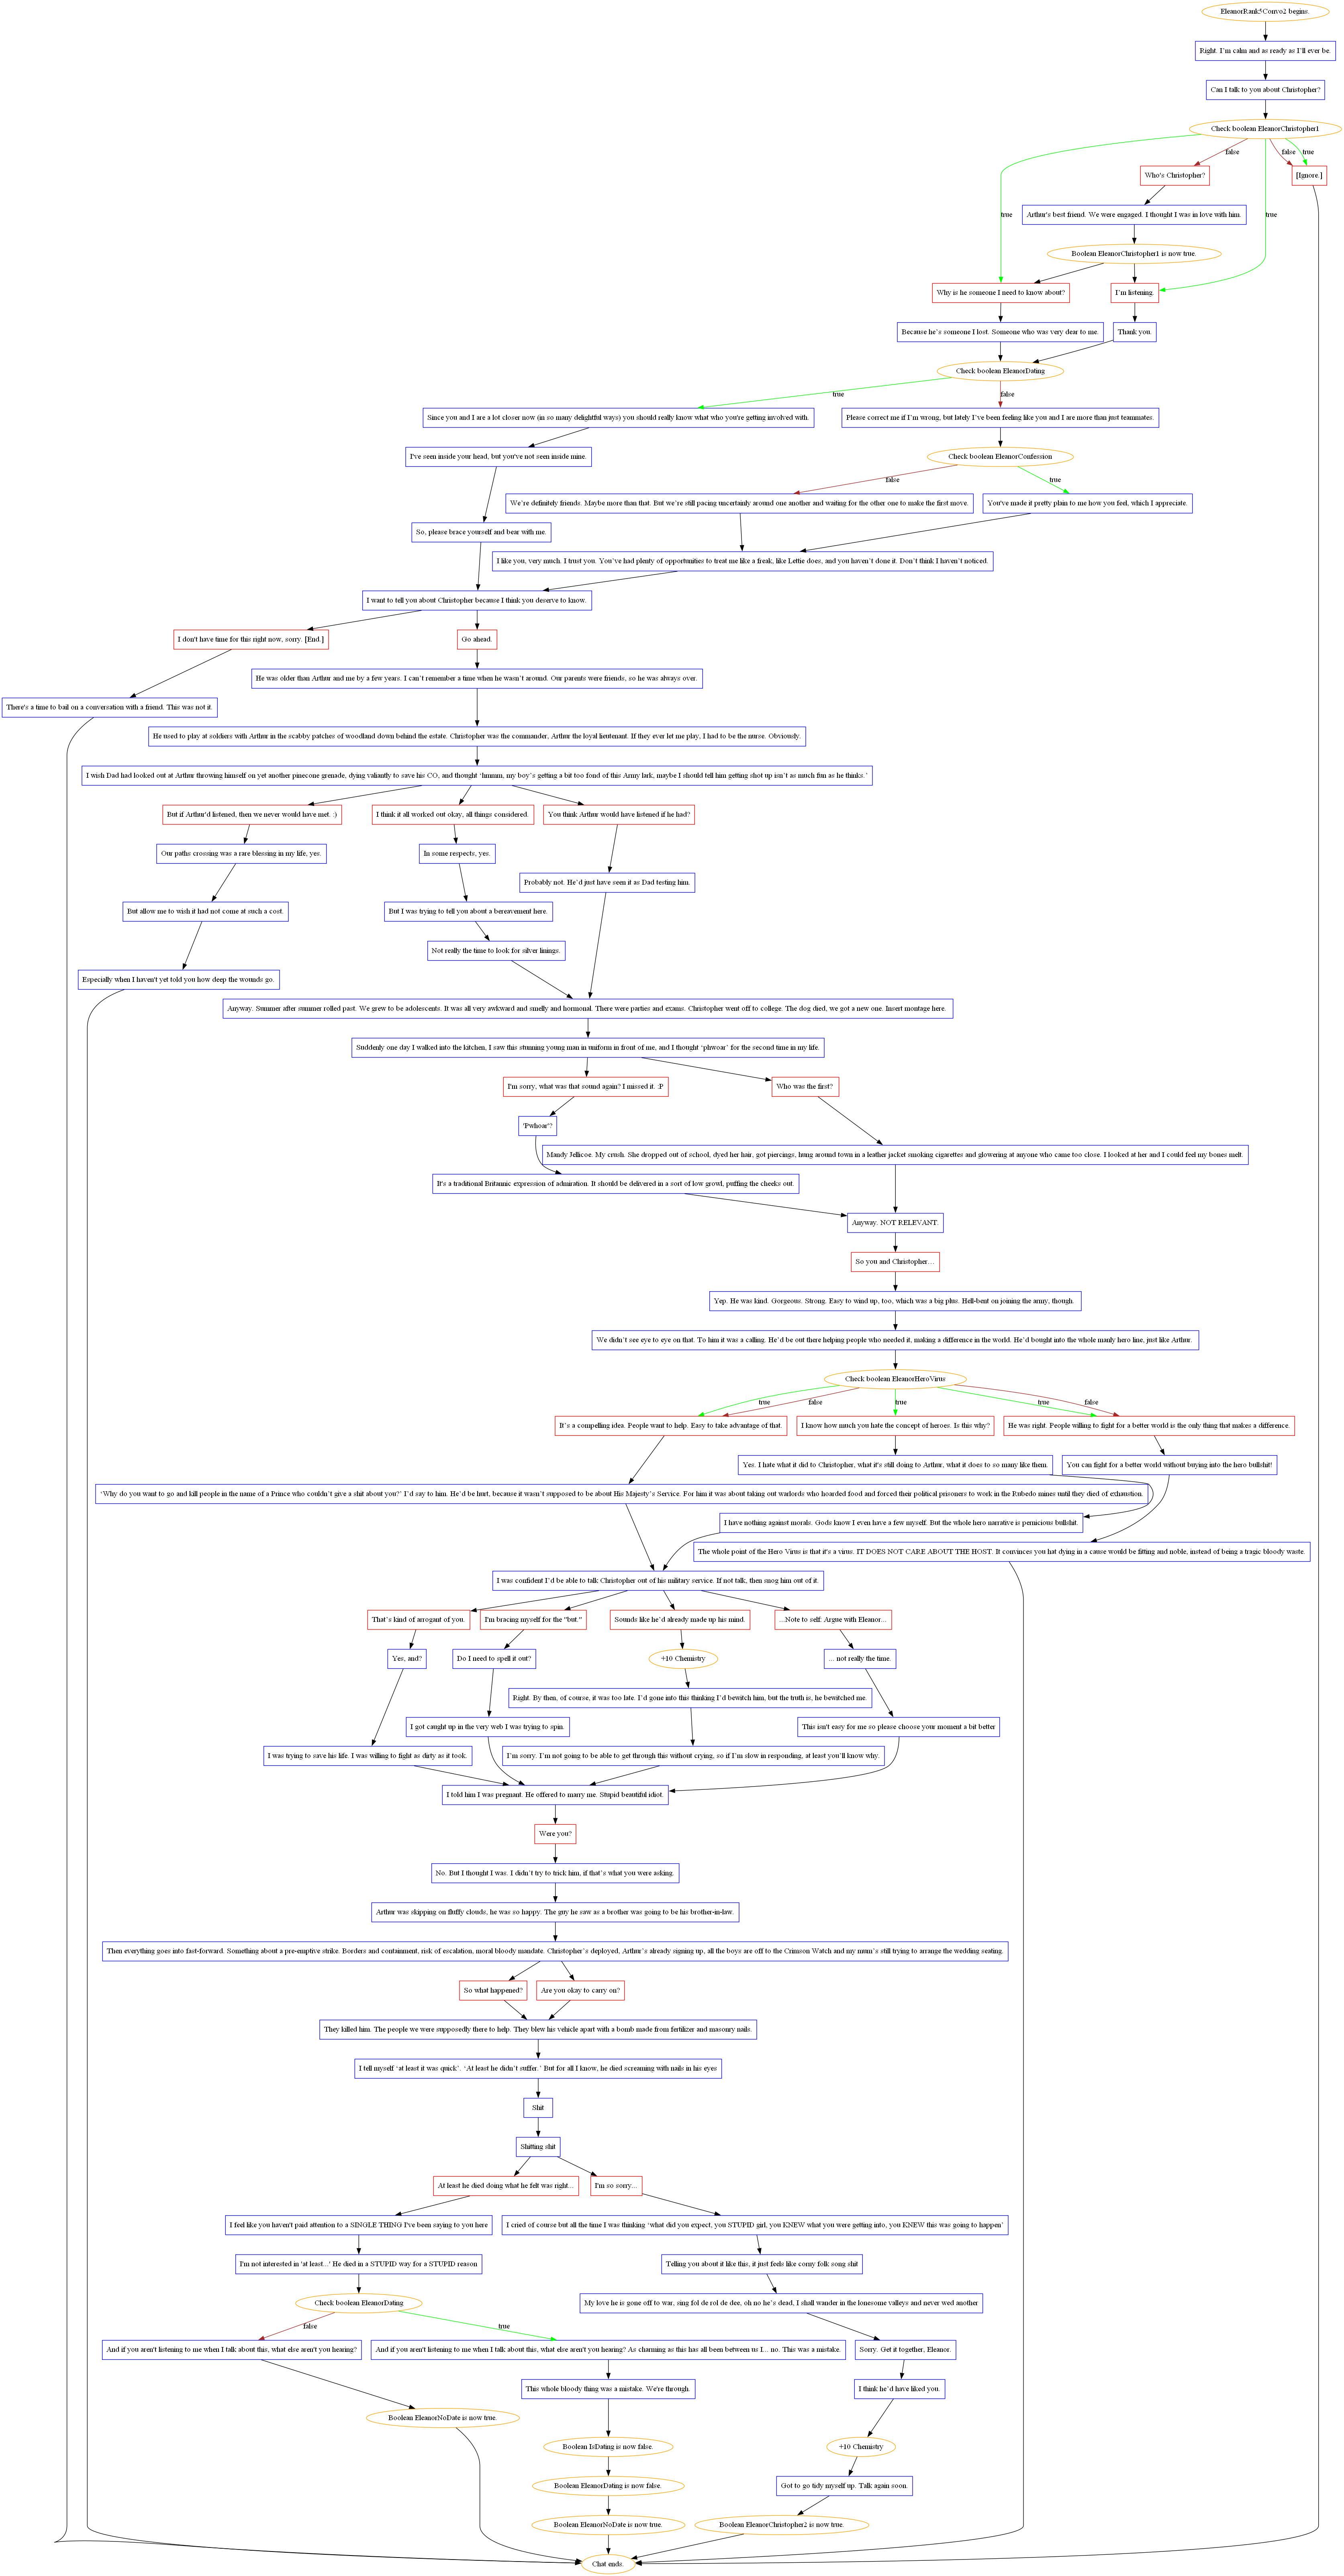 EleanorRank5Convo2 begins.
Right. I’m calm and as ready as I’ll ever be.
Can I talk to you about Christopher?
Check boolean EleanorChristopher1
false
false
true
Who's Christopher?
[Ignore.]
true
Arthur’s best friend. We were engaged. I thought I was in love with him.
true
Boolean EleanorChristopher1 is now true.
Why is he someone I need to know about?
I’m listening.
Because he’s someone I lost. Someone who was very dear to me.
Thank you.
Check boolean EleanorDating
true
false
Since you and I are a lot closer now (in so many delightful ways) you should really know what who you're getting involved with.
Please correct me if I’m wrong, but lately I’ve been feeling like you and I are more than just teammates.
I've seen inside your head, but you've not seen inside mine.
Check boolean EleanorConfession
false
true
We’re definitely friends. Maybe more than that. But we’re still pacing uncertainly around one another and waiting for the other one to make the first move.
You've made it pretty plain to me how you feel, which I appreciate.
So, please brace yourself and bear with me.
I like you, very much. I trust you. You’ve had plenty of opportunities to treat me like a freak, like Lettie does, and you haven’t done it. Don’t think I haven’t noticed.
I want to tell you about Christopher because I think you deserve to know.
I don't have time for this right now, sorry. [End.]
Go ahead.
He was older than Arthur and me by a few years. I can’t remember a time when he wasn’t around. Our parents were friends, so he was always over.
There's a time to bail on a conversation with a friend. This was not it.
He used to play at soldiers with Arthur in the scabby patches of woodland down behind the estate. Christopher was the commander, Arthur the loyal lieutenant. If they ever let me play, I had to be the nurse. Obviously.
I wish Dad had looked out at Arthur throwing himself on yet another pinecone grenade, dying valiantly to save his CO, and thought ‘hmmm, my boy’s getting a bit too fond of this Army lark, maybe I should tell him getting shot up isn’t as much fun as he thinks.’
But if Arthur'd listened, then we never would have met. :)
I think it all worked out okay, all things considered.
You think Arthur would have listened if he had?
Our paths crossing was a rare blessing in my life, yes.
In some respects, yes.
Probably not. He’d just have seen it as Dad testing him.
But allow me to wish it had not come at such a cost.
But I was trying to tell you about a bereavement here.
Not really the time to look for silver linings.
Especially when I haven't yet told you how deep the wounds go.
Anyway. Summer after summer rolled past. We grew to be adolescents. It was all very awkward and smelly and hormonal. There were parties and exams. Christopher went off to college. The dog died, we got a new one. Insert montage here.
Suddenly one day I walked into the kitchen, I saw this stunning young man in uniform in front of me, and I thought ‘phwoar’ for the second time in my life.
I'm sorry, what was that sound again? I missed it. :P
Who was the first?
'Pwhoar'?
Mandy Jellicoe. My crush. She dropped out of school, dyed her hair, got piercings, hung around town in a leather jacket smoking cigarettes and glowering at anyone who came too close. I looked at her and I could feel my bones melt.
It's a traditional Britannic expression of admiration. It should be delivered in a sort of low growl, puffing the cheeks out.
Anyway. NOT RELEVANT.
So you and Christopher…
Yep. He was kind. Gorgeous. Strong. Easy to wind up, too, which was a big plus. Hell-bent on joining the army, though.
We didn’t see eye to eye on that. To him it was a calling. He’d be out there helping people who needed it, making a difference in the world. He’d bought into the whole manly hero line, just like Arthur.
Check boolean EleanorHeroVirus
true
false
true
true
false
It’s a compelling idea. People want to help. Easy to take advantage of that.
I know how much you hate the concept of heroes. Is this why?
He was right. People willing to fight for a better world is the only thing that makes a difference.
Yes. I hate what it did to Christopher, what it's still doing to Arthur, what it does to so many like them.
You can fight for a better world without buying into the hero bullshit!
‘Why do you want to go and kill people in the name of a Prince who couldn’t give a shit about you?’ I’d say to him. He’d be hurt, because it wasn’t supposed to be about His Majesty’s Service. For him it was about taking out warlords who hoarded food and forced their political prisoners to work in the Rubedo mines until they died of exhaustion.
I have nothing against morals. Gods know I even have a few myself. But the whole hero narrative is pernicious bullshit.
The whole point of the Hero Virus is that it's a virus. IT DOES NOT CARE ABOUT THE HOST. It convinces you hat dying in a cause would be fitting and noble, instead of being a tragic bloody waste.
I was confident I’d be able to talk Christopher out of his military service. If not talk, then snog him out of it.
That’s kind of arrogant of you.
I'm bracing myself for the "but."
Sounds like he’d already made up his mind.
...Note to self: Argue with Eleanor...
Yes, and?
Do I need to spell it out?
+10 Chemistry
... not really the time.
Right. By then, of course, it was too late. I’d gone into this thinking I’d bewitch him, but the truth is, he bewitched me.
I got caught up in the very web I was trying to spin.
This isn't easy for me so please choose your moment a bit better
I was trying to save his life. I was willing to fight as dirty as it took.
I’m sorry. I’m not going to be able to get through this without crying, so if I’m slow in responding, at least you’ll know why.
I told him I was pregnant. He offered to marry me. Stupid beautiful idiot.
Were you?
No. But I thought I was. I didn’t try to trick him, if that’s what you were asking.
Arthur was skipping on fluffy clouds, he was so happy. The guy he saw as a brother was going to be his brother-in-law.
Then everything goes into fast-forward. Something about a pre-emptive strike. Borders and containment, risk of escalation, moral bloody mandate. Christopher’s deployed, Arthur’s already signing up, all the boys are off to the Crimson Watch and my mum’s still trying to arrange the wedding seating.
So what happened?
Are you okay to carry on?
They killed him. The people we were supposedly there to help. They blew his vehicle apart with a bomb made from fertilizer and masonry nails.
I tell myself ‘at least it was quick’. ‘At least he didn’t suffer.’ But for all I know, he died screaming with nails in his eyes
Shit
Shitting shit
At least he died doing what he felt was right...
I'm so sorry...
I feel like you haven't paid attention to a SINGLE THING I've been saying to you here
I cried of course but all the time I was thinking ‘what did you expect, you STUPID girl, you KNEW what you were getting into, you KNEW this was going to happen’
I'm not interested in 'at least...' He died in a STUPID way for a STUPID reason
Telling you about it like this, it just feels like corny folk song shit
Check boolean EleanorDating
My love he is gone off to war, sing fol de rol de dee, oh no he’s dead, I shall wander in the lonesome valleys and never wed another
false
true
And if you aren't listening to me when I talk about this, what else aren't you hearing?
And if you aren't listening to me when I talk about this, what else aren't you hearing? As charming as this has all been between us I... no. This was a mistake.
Sorry. Get it together, Eleanor.
This whole bloody thing was a mistake. We're through.
I think he’d have liked you.
Boolean EleanorNoDate is now true.
Boolean IsDating is now false.
+10 Chemistry
Boolean EleanorDating is now false.
Got to go tidy myself up. Talk again soon.
Boolean EleanorNoDate is now true.
Boolean EleanorChristopher2 is now true.
Chat ends.